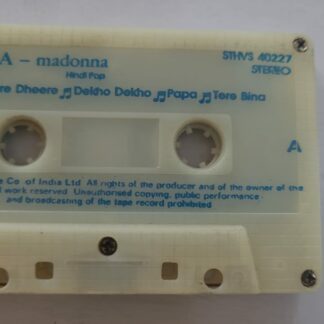 A – madonna
STHVS 40227
Hindi Pop
STEREO
re Dheere ♫ Dekho Dekho ♫ Papa ♫ Tere Bina
A
e Co of India Ltd All rights of the producer and of the owner of the
d work reserved. Unauthorised copying, public performance
and broadcasting of the tape record prohibited